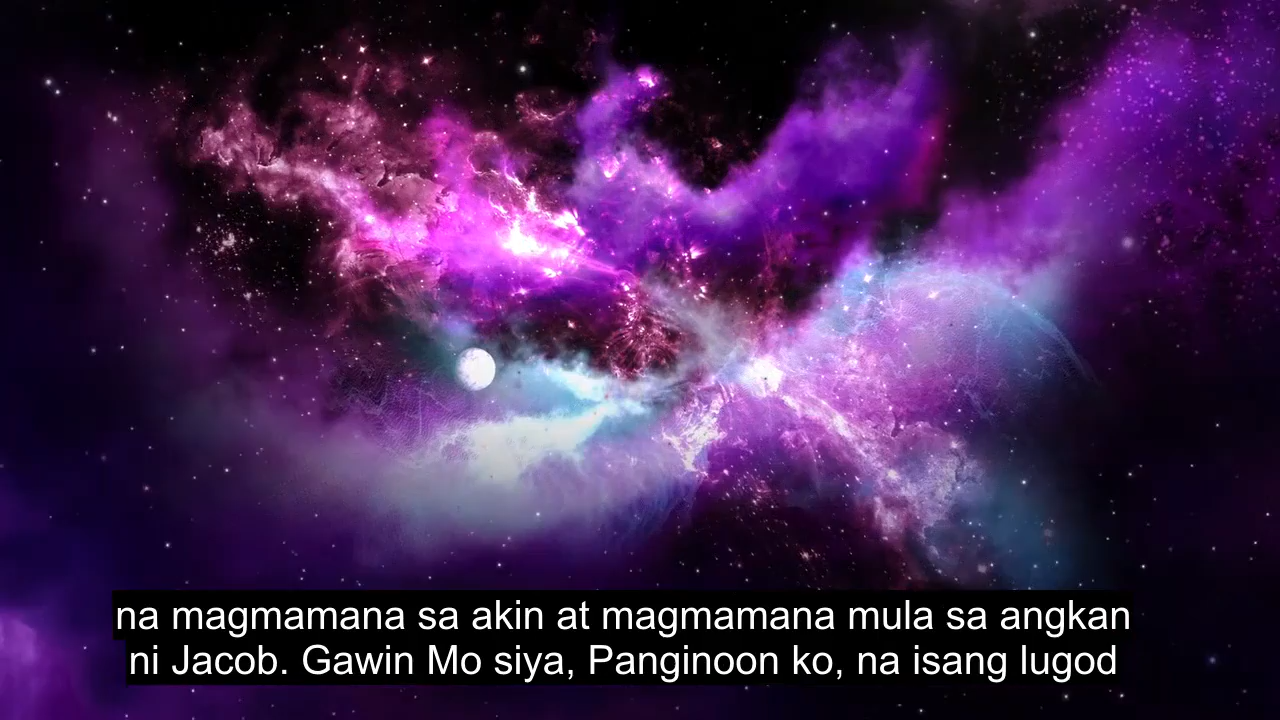 na magmamana sa akin at magmamana mula sa angkan
ni Jacob. Gawin Mo siya, Panginoon ko, na isang lugod